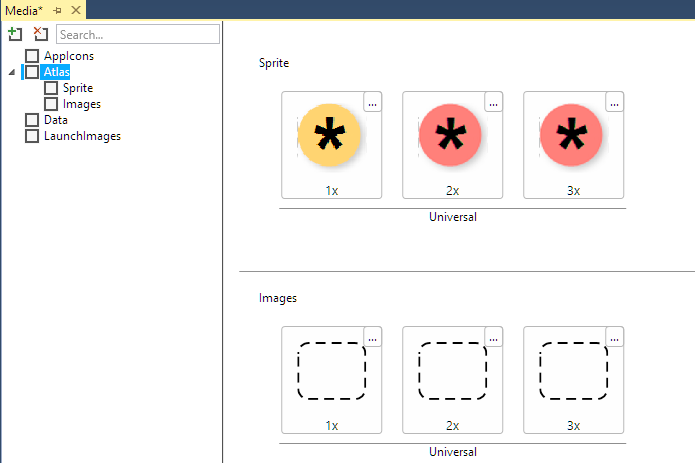 Media*
Search...
AppIcons
Atlas
Sprite
Images
Data
LaunchImages
Sprite
... ... ...
* * *
1x 2x 3x
Universal
Images
... ... ...
1x 2x 3x
Universal